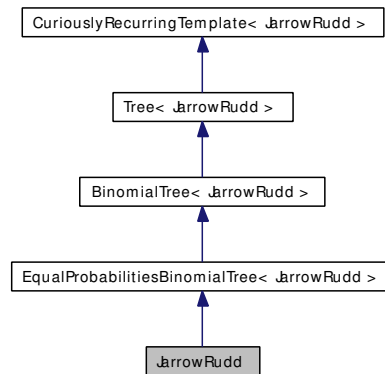 CuriouslyRecurringTemplate< JarrowRudd >
Tree< JarrowRudd >
BinomialTree< JarrowRudd >
EqualProbabilitiesBinomialTree< JarrowRudd >
JarrowRudd